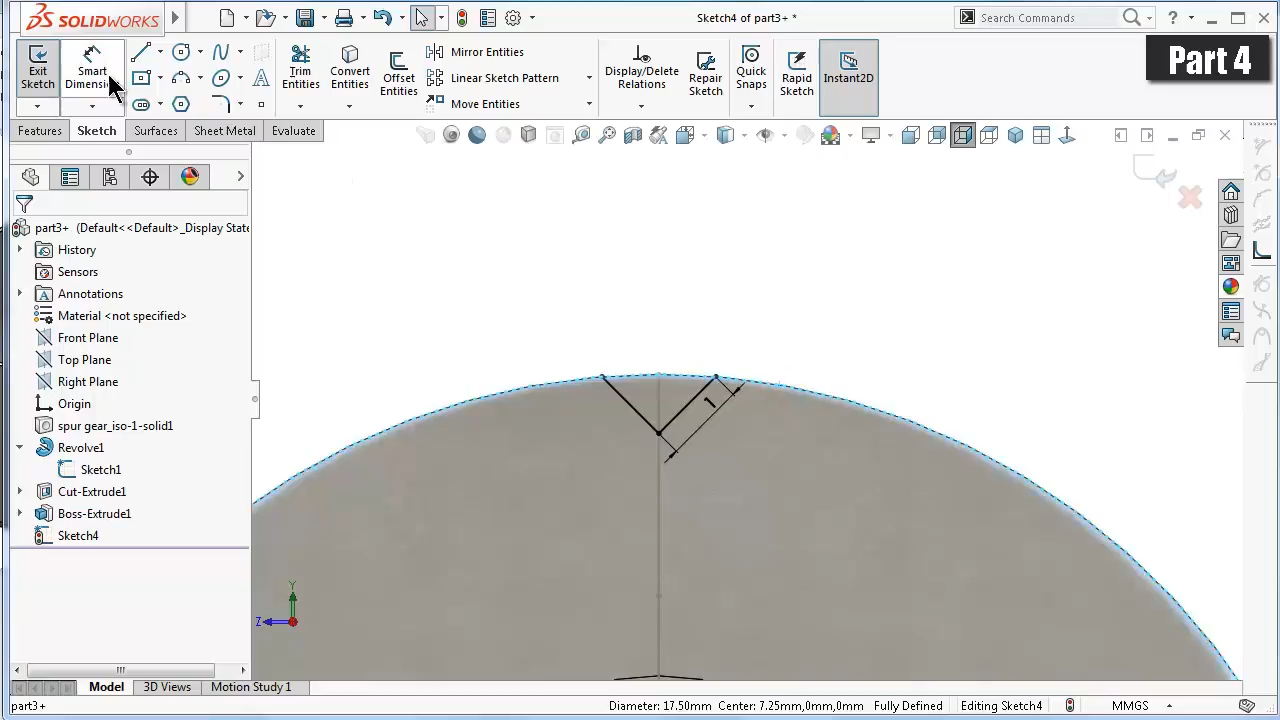 SOLIDWORKS
Sketch4 of part3+ *
Search Commands
?
Part 4
Exit Sketch
Smart Dimension
Trim Entities
Convert Entities
Offset Entities
Mirror Entities
Linear Sketch Pattern
Move Entities
Display/Delete Relations
Repair Sketch
Quick Snaps
Rapid Sketch
Instant2D
Features
Sketch
Surfaces
Sheet Metal
Evaluate
part3+ (Default<<Default>_Display State
History
Sensors
Annotations
Material <not specified>
Front Plane
Top Plane
Right Plane
Origin
spur gear_iso-1-solid1
Revolve1
Sketch1
Cut-Extrude1
Boss-Extrude1
Sketch4
1
Y
Z
Model
3D Views
Motion Study 1
part3+
Diameter: 17.50mm Center: 7.25mm,0mm,0mm
Fully Defined
Editing Sketch4
MMGS